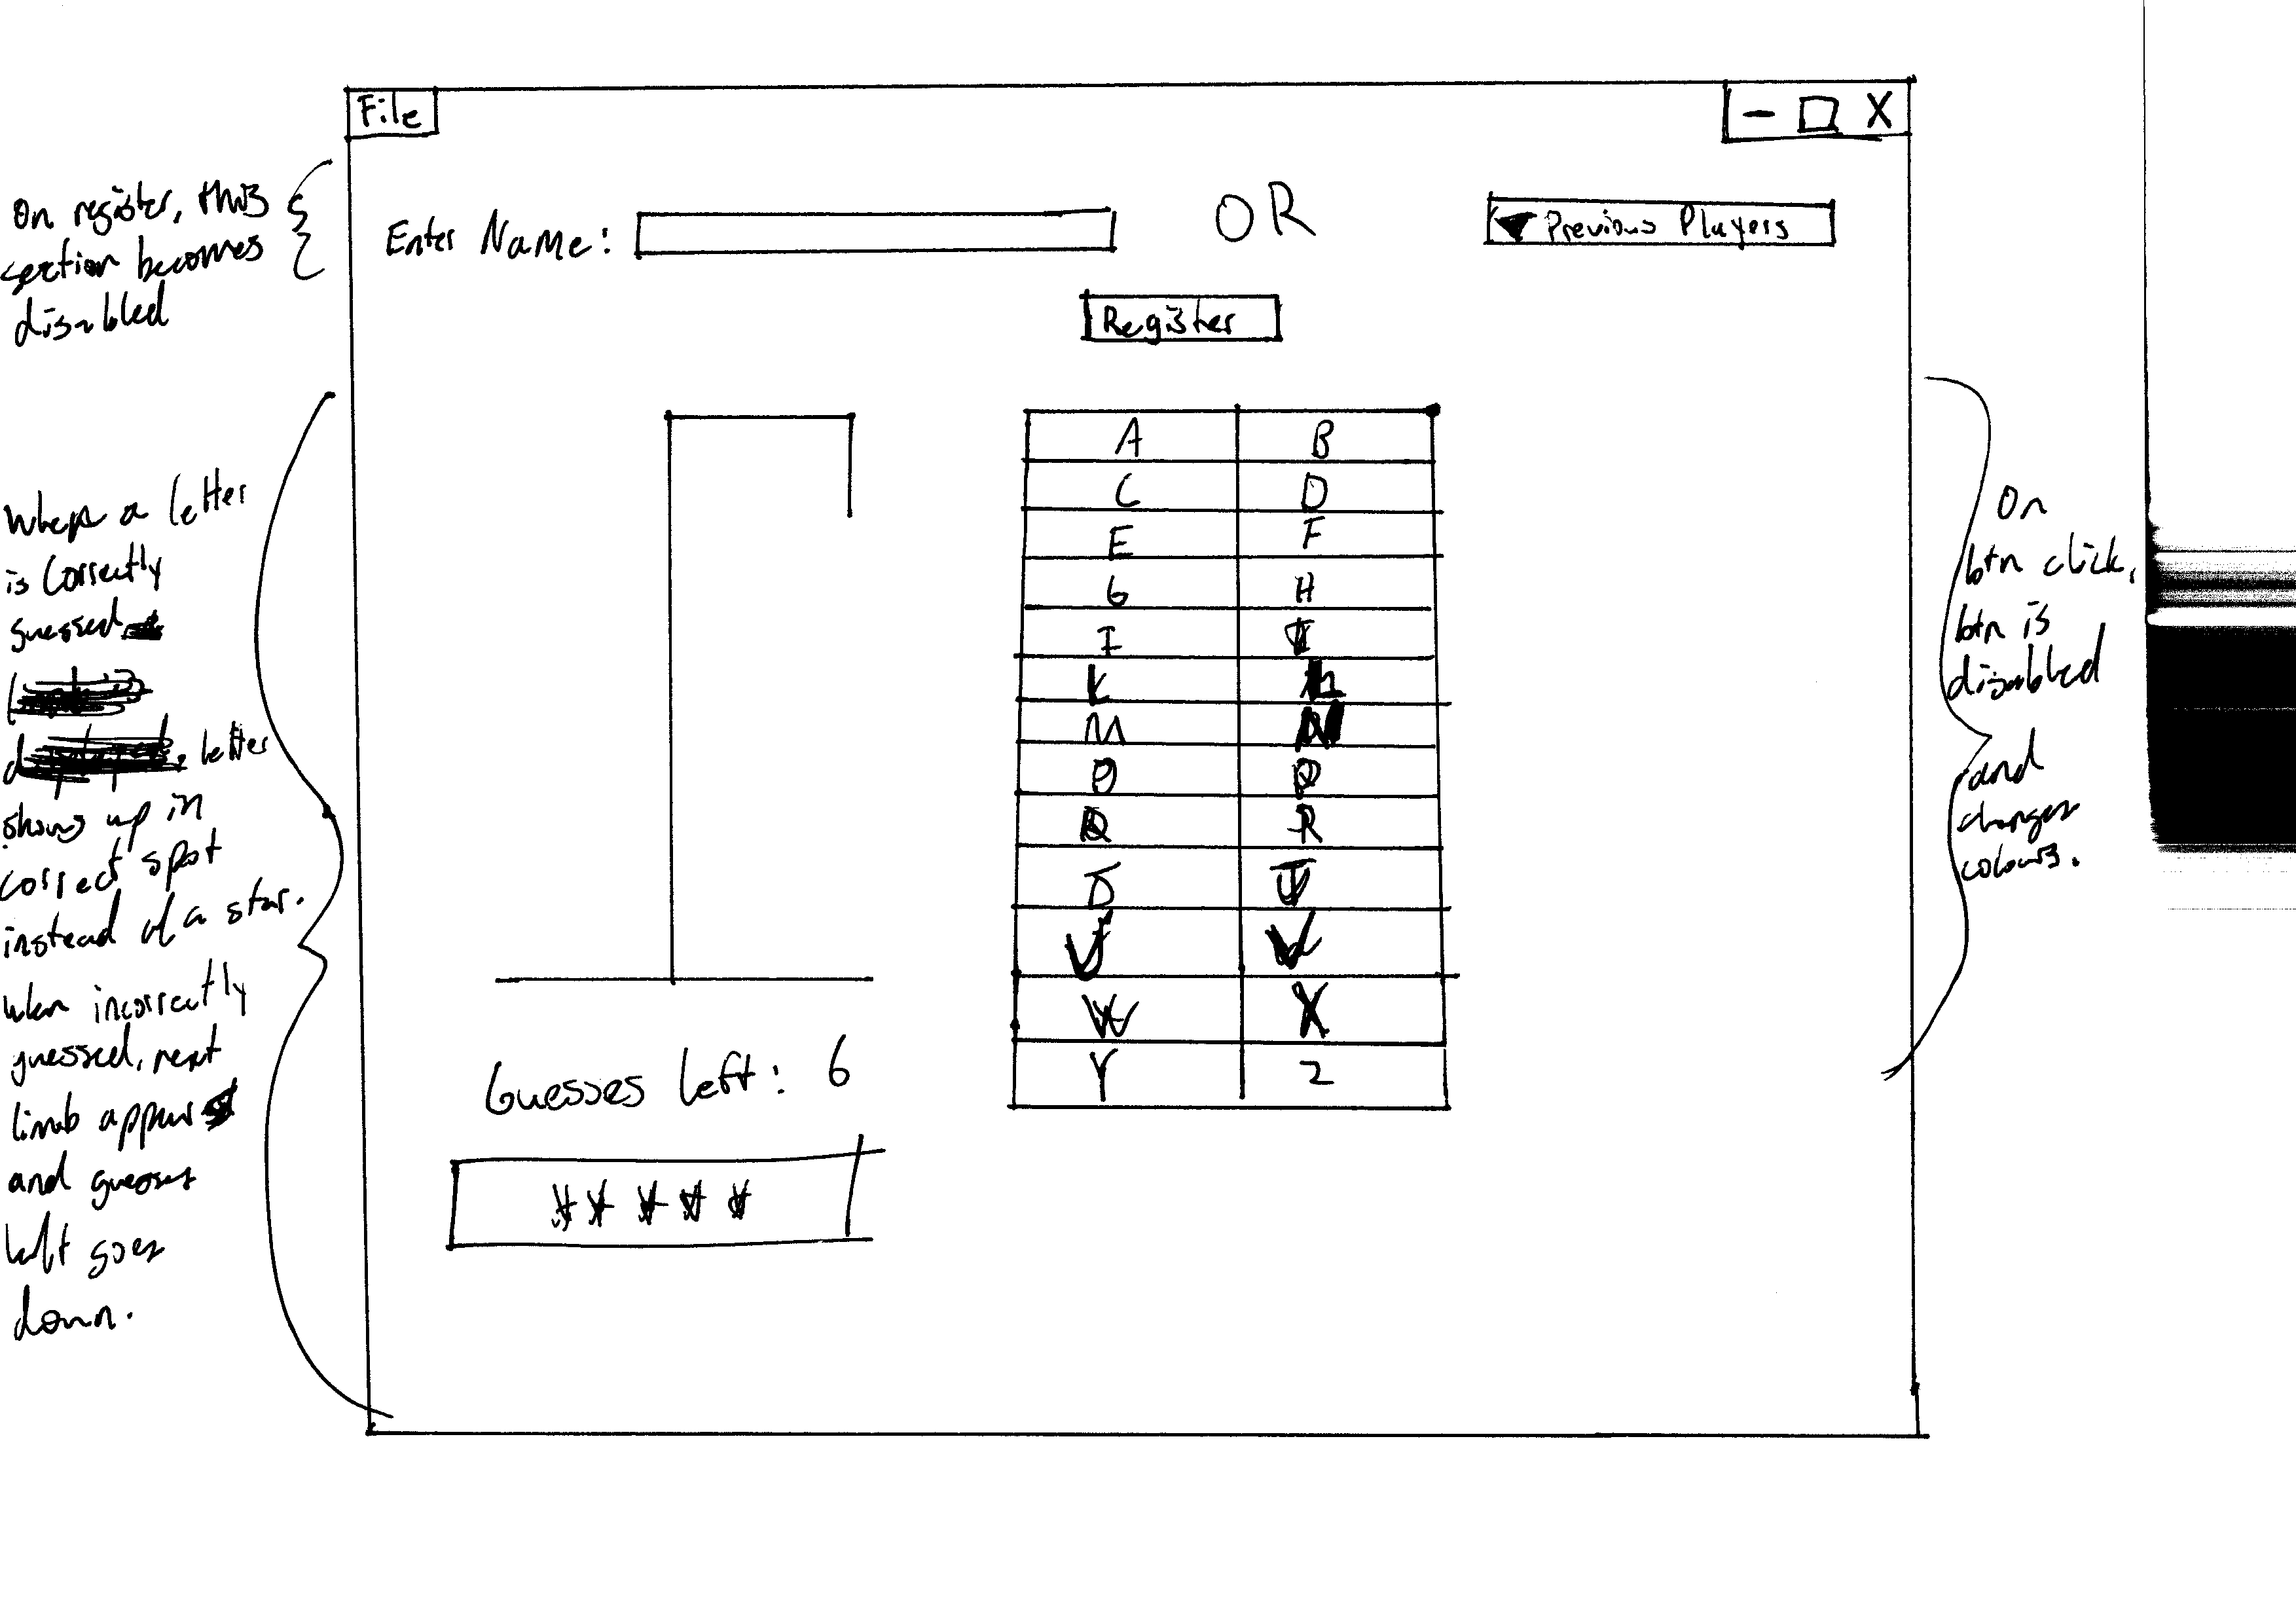 File
- □ X
On register, this
section becomes
disabled
Enter Name:
OR
Previous Players
Register
A B
C D
E F
G H
I
K L
M N
O P
Q R
T
U V
W X
Y Z
When a letter
is correctly
guessed
letter
shows up in
correct spot
instead of a star.
when incorrectly
guessed, next
limb appears
and guesses
left goes
down.
On
btn click,
btn is
disabled
and
changes
colours.
Guesses Left: 6
* * * * *